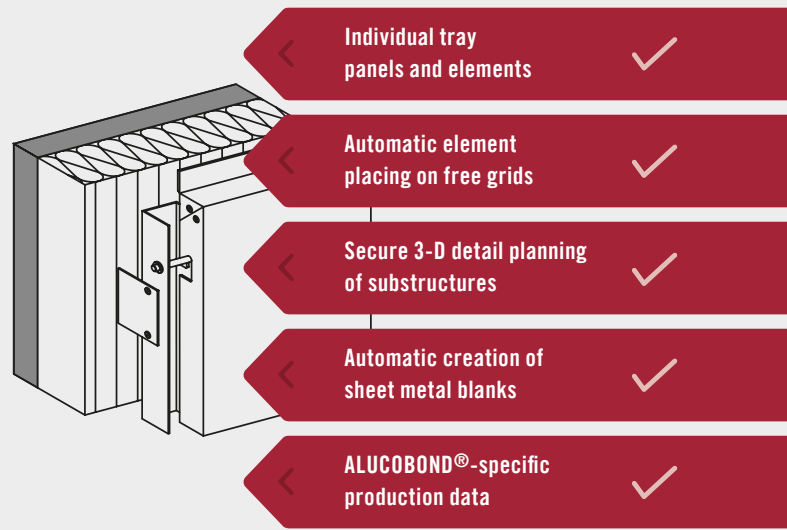 Individual tray
panels and elements
Automatic element
placing on free grids
Secure 3-D detail planning
of substructures
Automatic creation of
sheet metal blanks
ALUCOBOND®-specific
production data